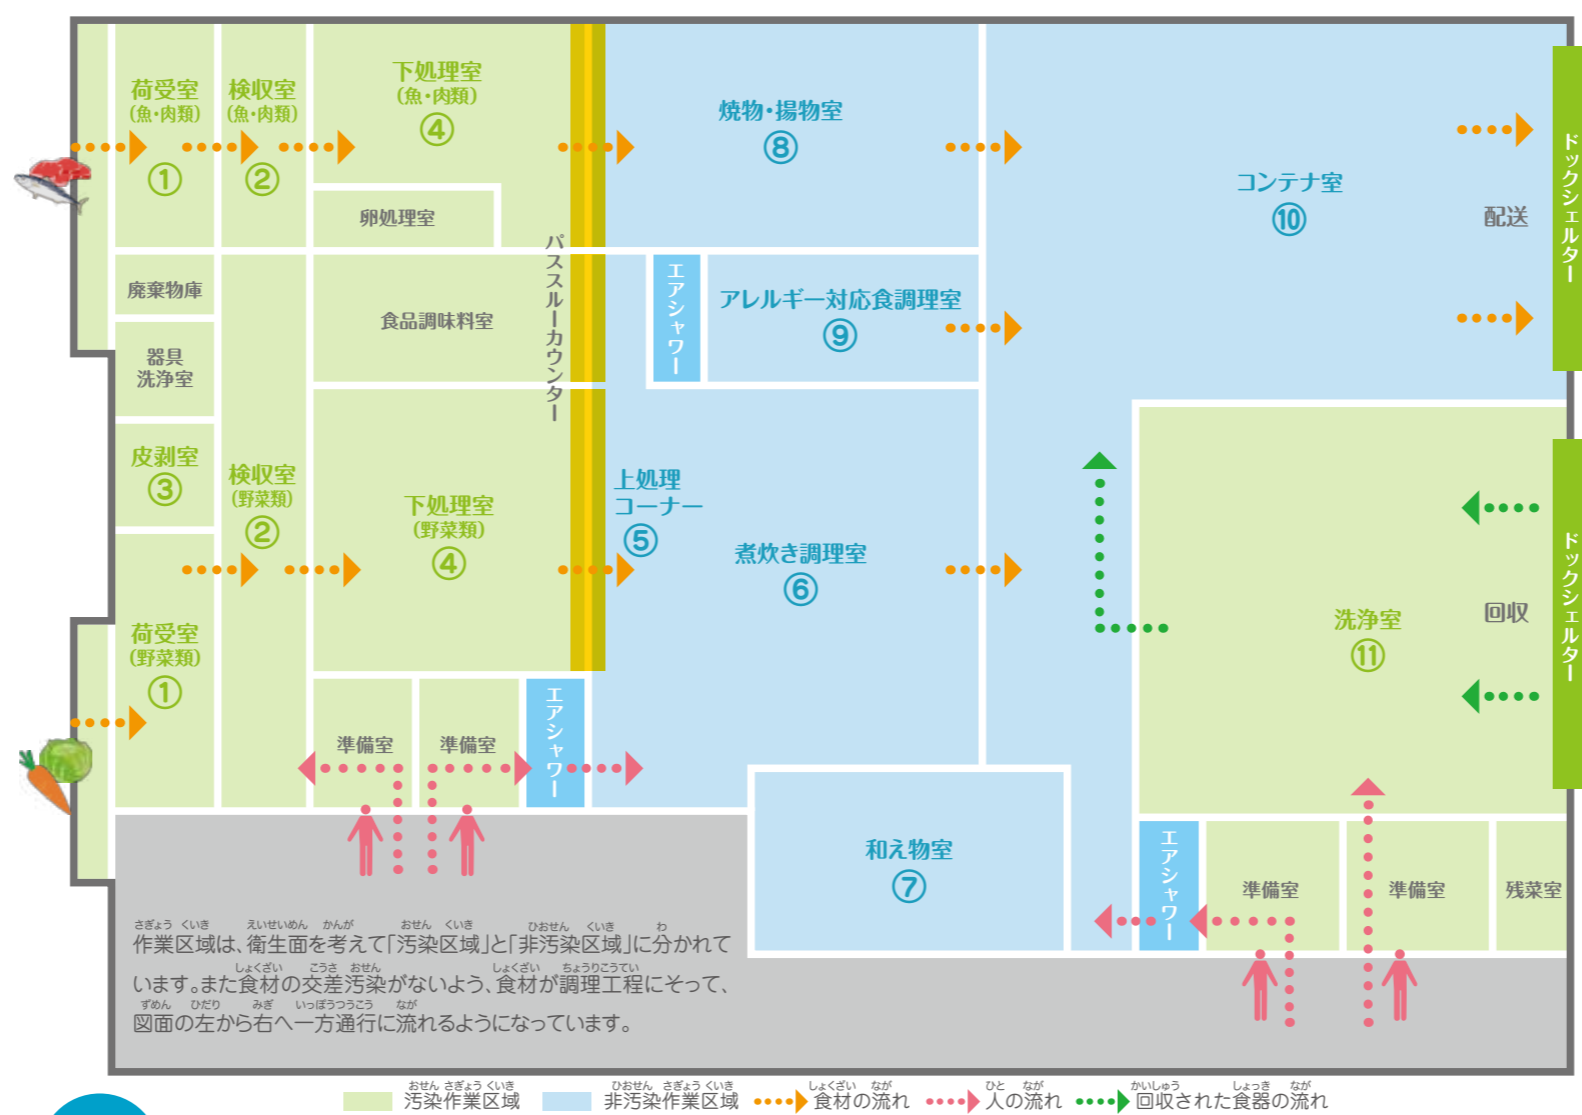 荷受室
(魚・肉類)
①
検収室
(魚・肉類)
②
下処理室
(魚・肉類)
④
卵処理室
廃棄物庫
器具
洗浄室
皮剥室
③
荷受室
(野菜類)
①
検収室
(野菜類)
②
食品調味料室
下処理室
(野菜類)
④
パススルーカウンター
準備室
準備室
エアシャワー
焼物・揚物室
⑧
エアシャワー
アレルギー対応食調理室
⑨
上処理
コーナー
⑤
煮炊き調理室
⑥
和え物室
⑦
コンテナ室
⑩
配送
ドックシェルター
洗浄室
⑪
回収
ドックシェルター
エアシャワー
準備室
準備室
残菜室
さぎょう くいき えいせいめん かんが おせん くいき ひおせん くいき わ
作業区域は、衛生面を考えて「汚染区域」と「非汚染区域」に分かれて
しょくざい こうさ おせん しょくざい ちょうりこうてい
います。また食材の交差汚染がないよう、食材が調理工程にそって、
ずめん ひだり みぎ いっぽうつうこう なが
図面の左から右へ一方通行に流れるようになっています。
おせん さぎょう くいき ひおせん さぎょう くいき しょくざい なが ひと なが かいしゅう しょっき なが
汚染作業区域 非汚染作業区域 食材の流れ 人の流れ 回収された食器の流れ